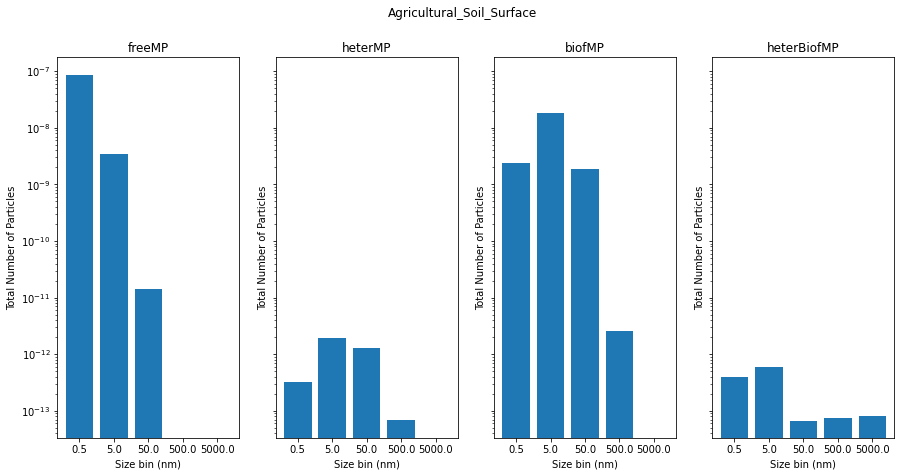 Agricultural_Soil_Surface
freeMP
heterMP
biofMP
heterBiofMP
Total Number of Particles
10⁻⁷
10⁻⁸
10⁻⁹
10⁻¹⁰
10⁻¹¹
10⁻¹²
10⁻¹³
Total Number of Particles
Total Number of Particles
Total Number of Particles
0.5 5.0 50.0 500.0 5000.0
0.5 5.0 50.0 500.0 5000.0
0.5 5.0 50.0 500.0 5000.0
0.5 5.0 50.0 500.0 5000.0
Size bin (nm)
Size bin (nm)
Size bin (nm)
Size bin (nm)